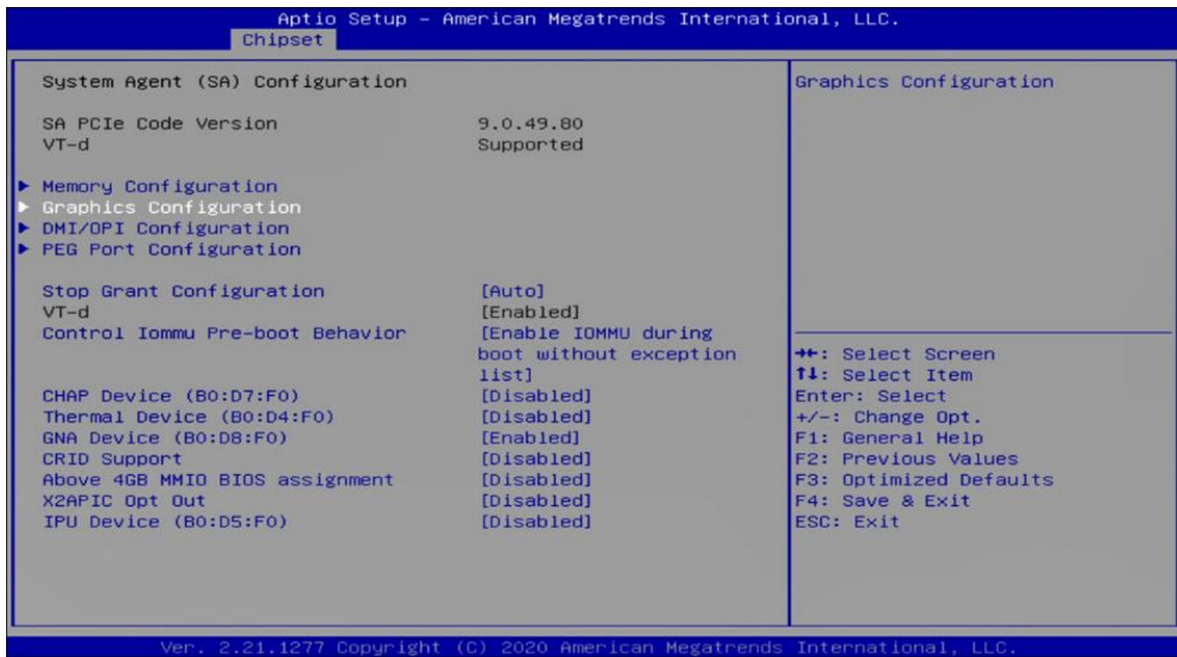 Aptio Setup – American Megatrends International, LLC.
Chipset
System Agent (SA) Configuration
SA PCIe Code Version 9.0.49.80
VT-d Supported
► Memory Configuration
► Graphics Configuration
► DMI/OPI Configuration
► PEG Port Configuration
Stop Grant Configuration [Auto]
VT-d [Enabled]
Control Iommu Pre-boot Behavior [Enable IOMMU during
boot without exception
list]
CHAP Device (B0:D7:F0) [Disabled]
Thermal Device (B0:D4:F0) [Disabled]
GNA Device (B0:D8:F0) [Enabled]
CRID Support [Disabled]
Above 4GB MMIO BIOS assignment [Disabled]
X2APIC Opt Out [Disabled]
IPU Device (B0:D5:F0) [Disabled]
Graphics Configuration
→←: Select Screen
↑↓: Select Item
Enter: Select
+/-: Change Opt.
F1: General Help
F2: Previous Values
F3: Optimized Defaults
F4: Save & Exit
ESC: Exit
Ver. 2.21.1277 Copyright (C) 2020 American Megatrends International, LLC.